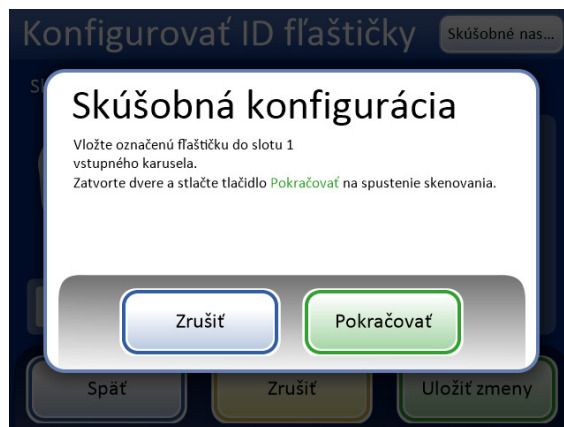 Konfigurovať ID fľaštičky
Skúšobné nas...
Skúšobná konfigurácia
Vložte označenú fľaštičku do slotu 1
vstupného karusela.
Zatvorte dvere a stlačte tlačidlo Pokračovať na spustenie skenovania.
Zrušiť
Pokračovať
Späť
Zrušiť
Uložiť zmeny